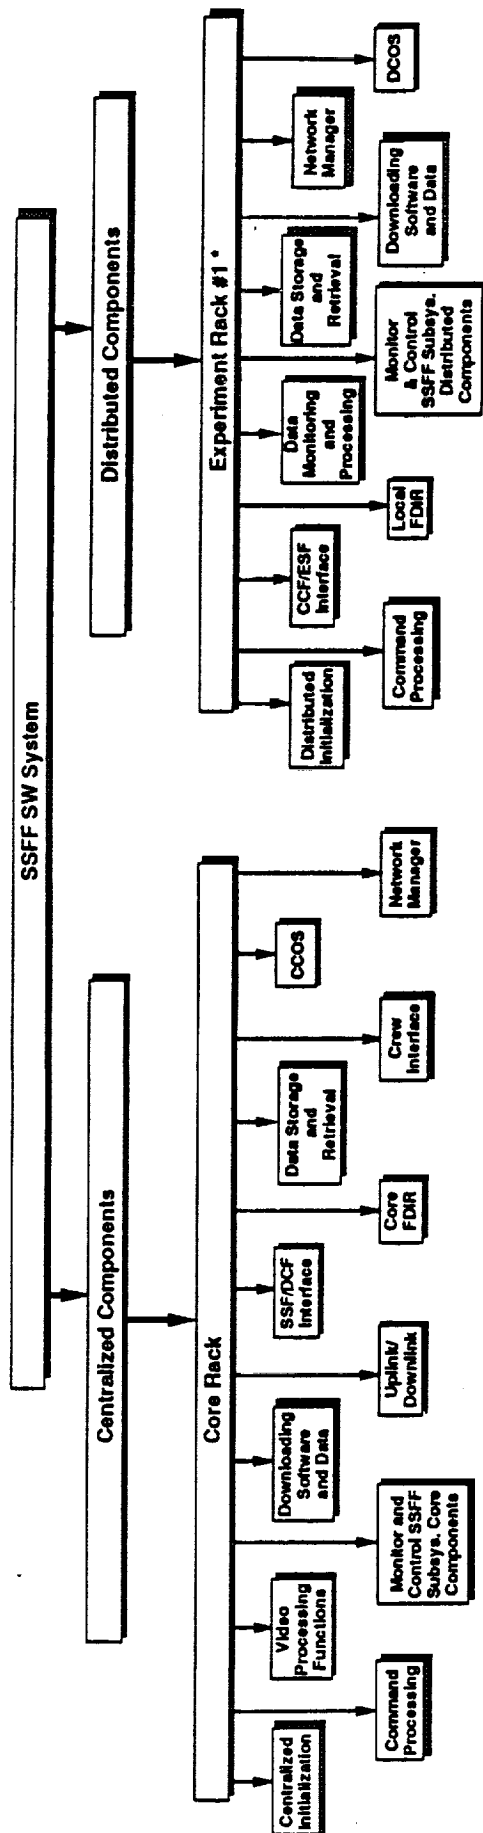 SSFF SW System
Centralized Components
Distributed Components
Core Rack
Experiment Rack #1 *
Centralized
Initialization
Command
Processing
Video
Processing
Functions
Monitor and
Control SSFF
Subsys. Core
Components
Downloading
Software
and Data
Uplink/
Downlink
SSF/DCF
Interface
Core
FDIR
Data Storage
and
Retrieval
Crew
Interface
CCOS
Network
Manager
Distributed
Initialization
Command
Processing
CCF/ESF
Interface
Local
FDIR
Data
Monitoring
and
Processing
Monitor
& Control
SSFF Subsys.
Distributed
Components
Data Storage
and
Retrieval
Downloading
Software
and Data
Network
Manager
DCOS